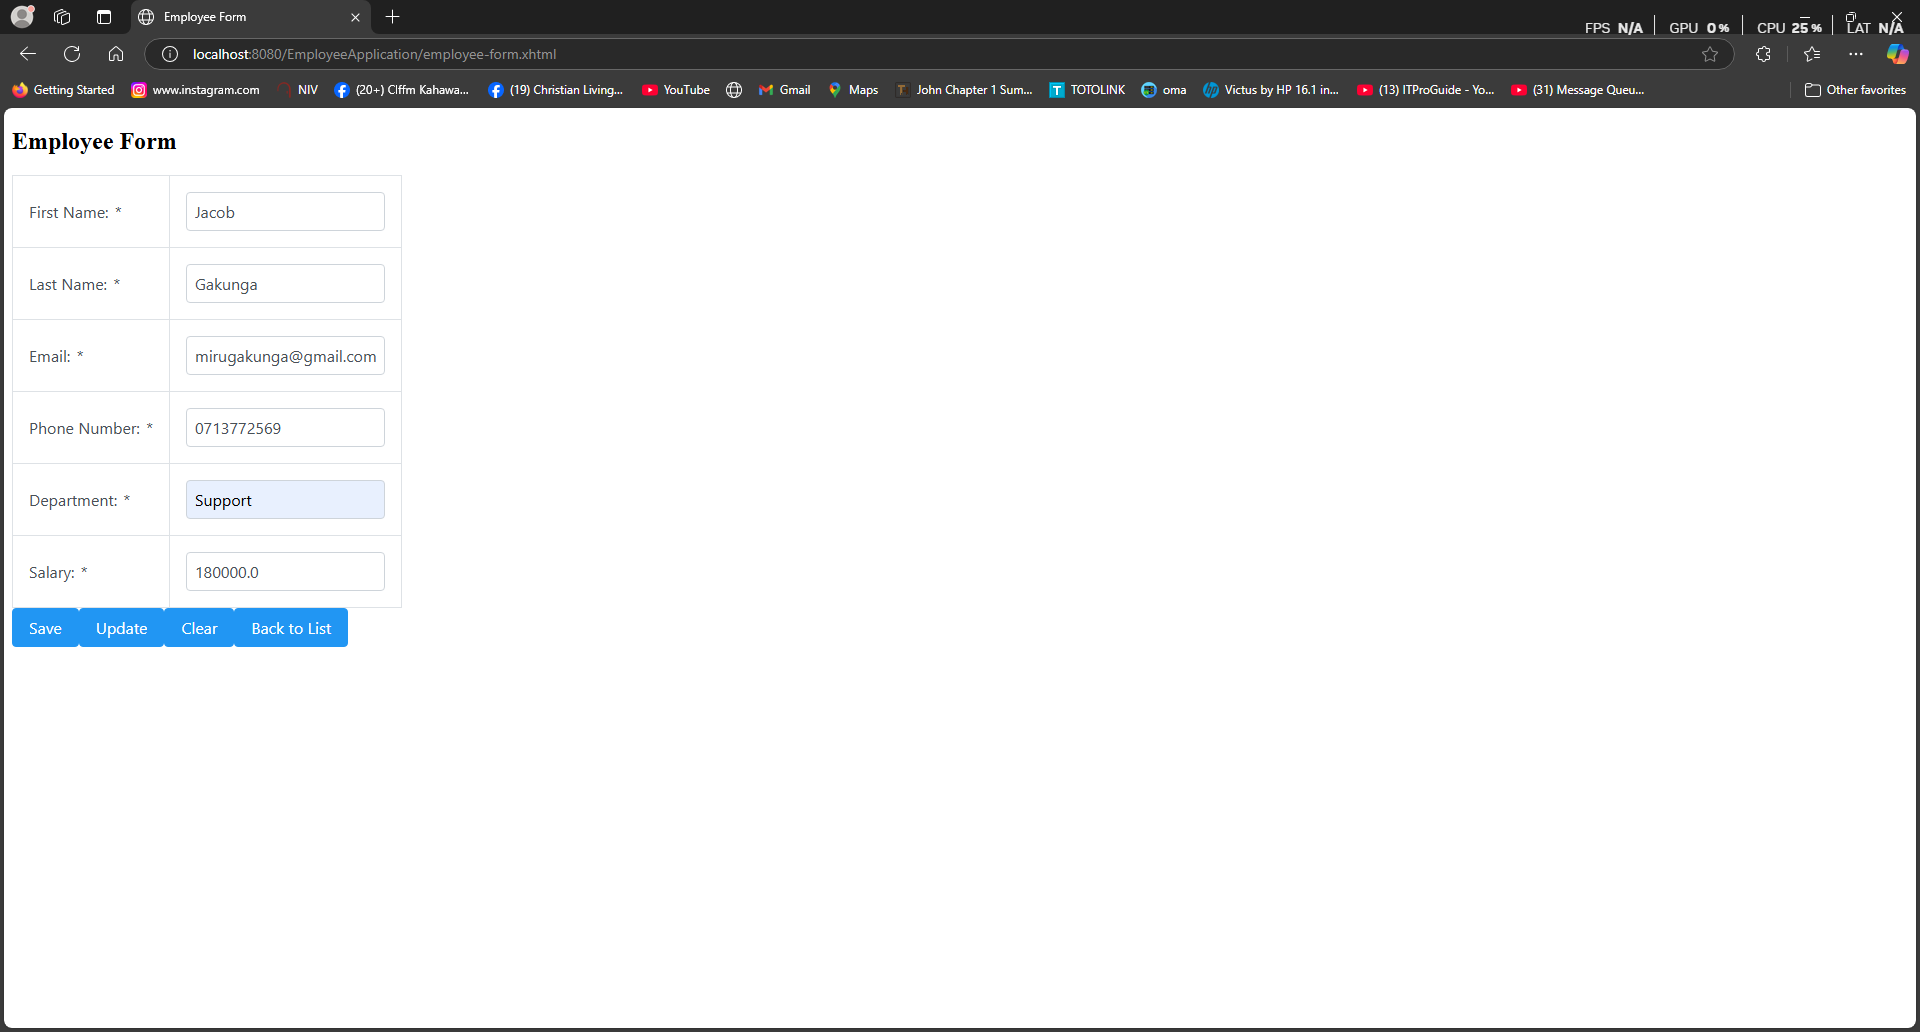 Employee Form
FPS N/A GPU 0% CPU 25% LAT N/A
localhost:8080/EmployeeApplication/employee-form.xhtml
Getting Started www.instagram.com NIV (20+) Clffm Kahawa... (19) Christian Living... YouTube Gmail Maps T John Chapter 1 Sum... T TOTOLINK oma hp Victus by HP 16.1 in... (13) ITProGuide - Yo... (31) Message Queu... Other favorites
Employee Form
First Name: * Jacob
Last Name: * Gakunga
Email: * mirugakunga@gmail.com
Phone Number: * 0713772569
Department: * Support
Salary: * 180000.0
Save Update Clear Back to List